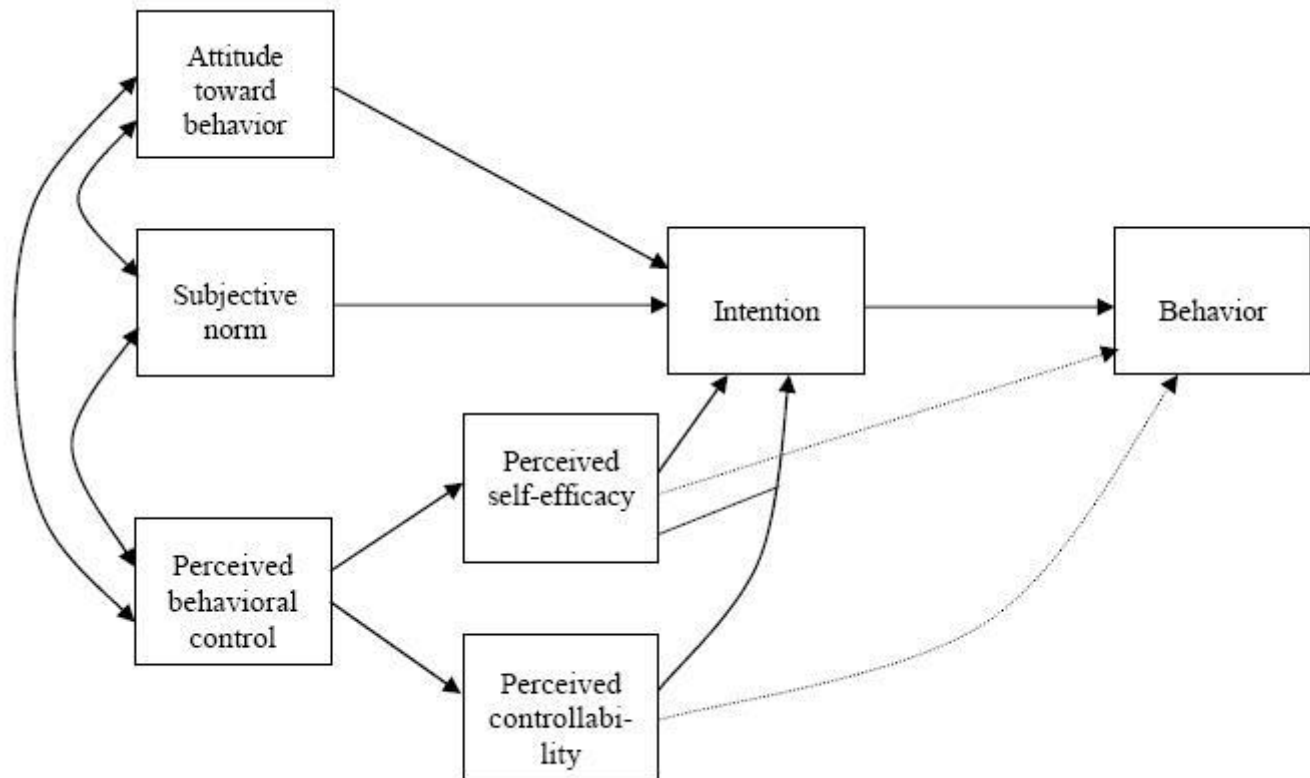 Attitude
toward
behavior
Subjective
norm
Intention
Behavior
Perceived
self-efficacy
Perceived
behavioral
control
Perceived
controllabi-
lity